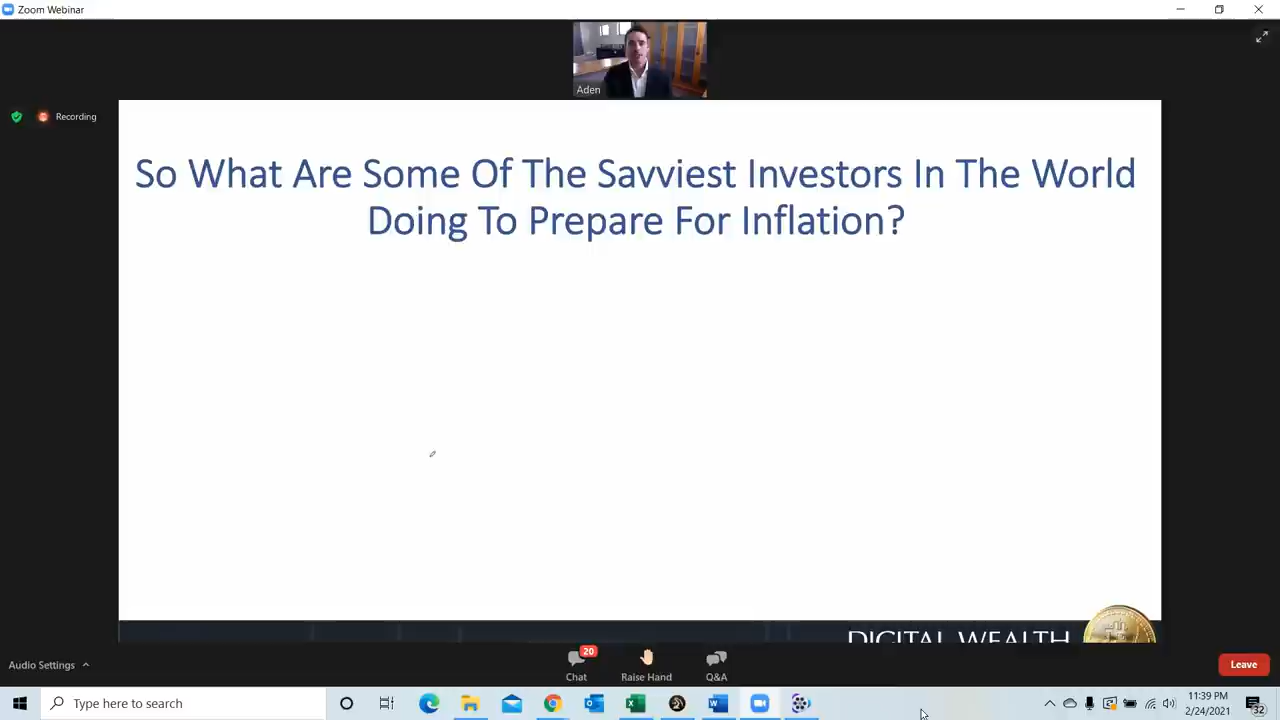 Zoom Webinar
Aden
Recording
So What Are Some Of The Savviest Investors In The World
Doing To Prepare For Inflation?
DIGITAL WEALTH
Audio Settings
20
Chat
Raise Hand
Q&A
Leave
Type here to search
11:39 PM
2/24/2021
32